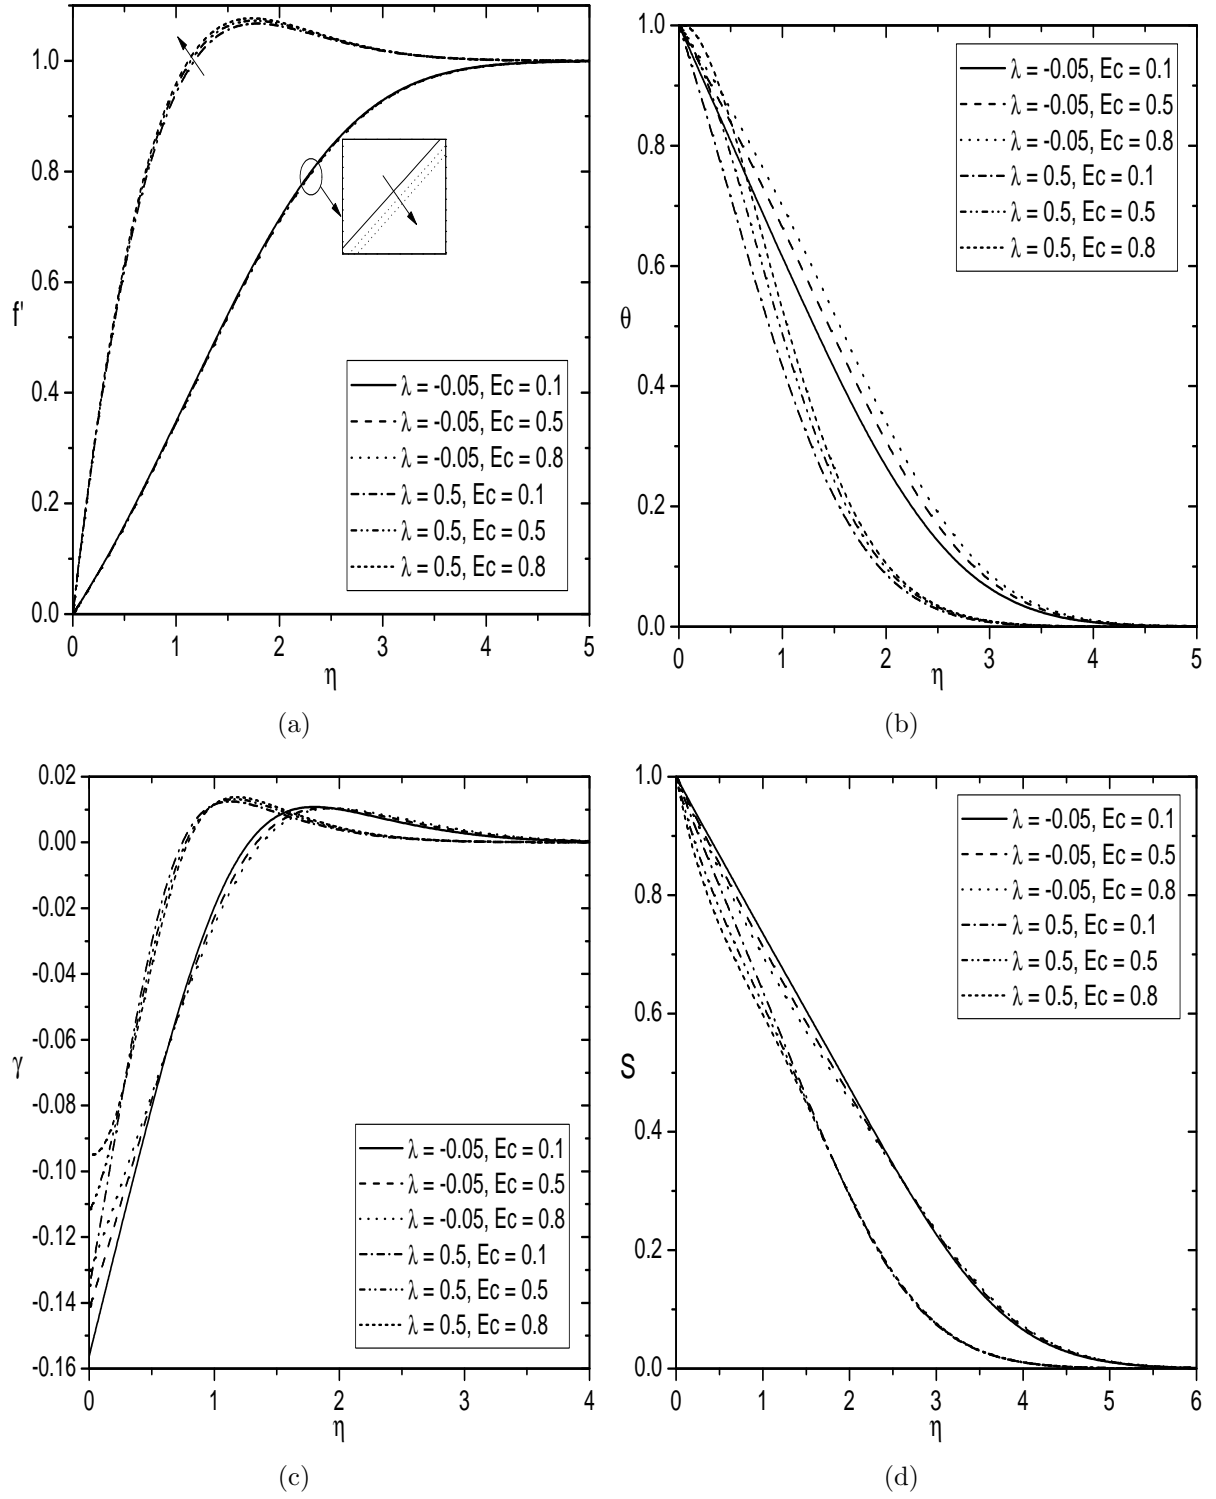 1.0
0.8
0.6
f'
0.4
0.2
0.0
0 1 2 3 4 5
η
λ = -0.05, Ec = 0.1
λ = -0.05, Ec = 0.5
λ = -0.05, Ec = 0.8
λ = 0.5, Ec = 0.1
λ = 0.5, Ec = 0.5
λ = 0.5, Ec = 0.8
(a)
1.0
0.8
0.6
θ
0.4
0.2
0.0
0 1 2 3 4 5
η
λ = -0.05, Ec = 0.1
λ = -0.05, Ec = 0.5
λ = -0.05, Ec = 0.8
λ = 0.5, Ec = 0.1
λ = 0.5, Ec = 0.5
λ = 0.5, Ec = 0.8
(b)
0.02
0.00
-0.02
-0.04
-0.06
γ
-0.08
-0.10
-0.12
-0.14
-0.16
0 1 2 3 4
η
λ = -0.05, Ec = 0.1
λ = -0.05, Ec = 0.5
λ = -0.05, Ec = 0.8
λ = 0.5, Ec = 0.1
λ = 0.5, Ec = 0.5
λ = 0.5, Ec = 0.8
(c)
1.0
0.8
0.6
S
0.4
0.2
0.0
0 1 2 3 4 5 6
η
λ = -0.05, Ec = 0.1
λ = -0.05, Ec = 0.5
λ = -0.05, Ec = 0.8
λ = 0.5, Ec = 0.1
λ = 0.5, Ec = 0.5
λ = 0.5, Ec = 0.8
(d)